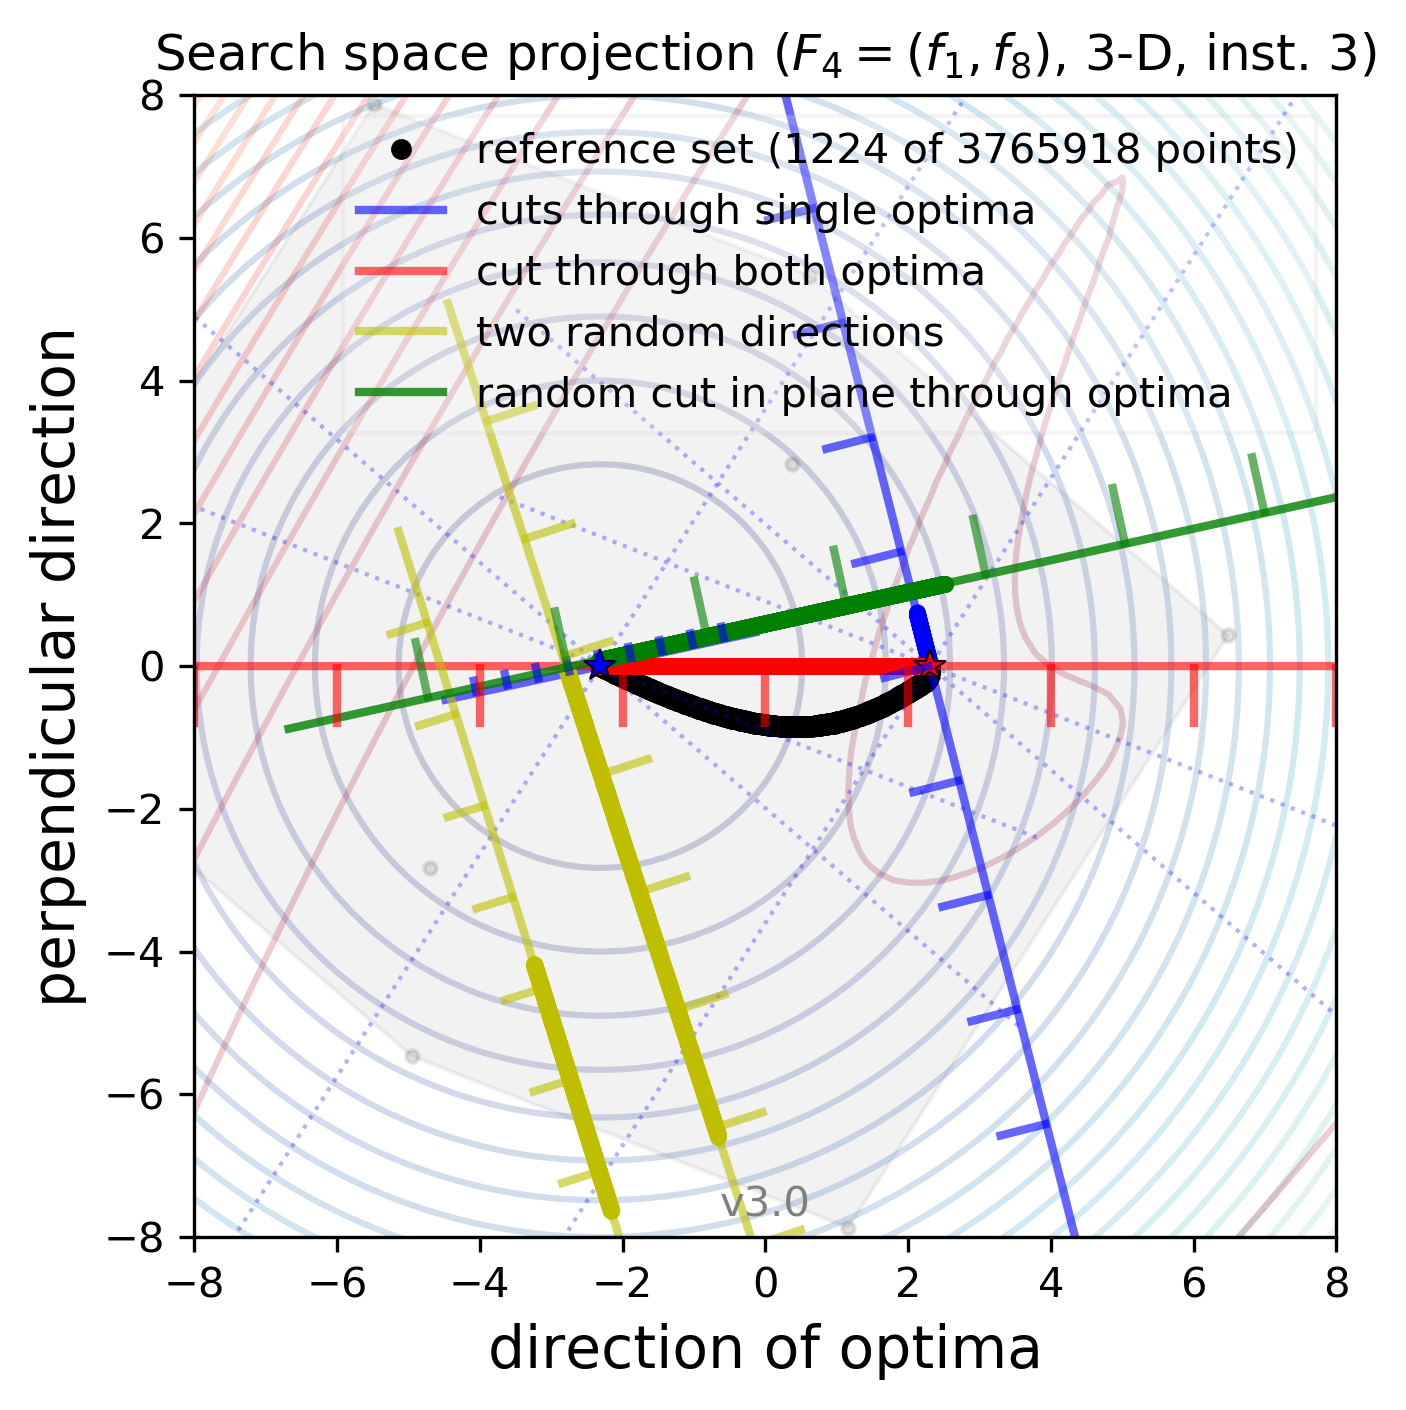 Search space projection (F₄ = (f₁, f₈), 3-D, inst. 3)
reference set (1224 of 3765918 points)
cuts through single optima
cut through both optima
two random directions
random cut in plane through optima
8
6
4
2
0
−2
−4
−6
−8
perpendicular direction
v3.0
−8 −6 −4 −2 0 2 4 6 8
direction of optima